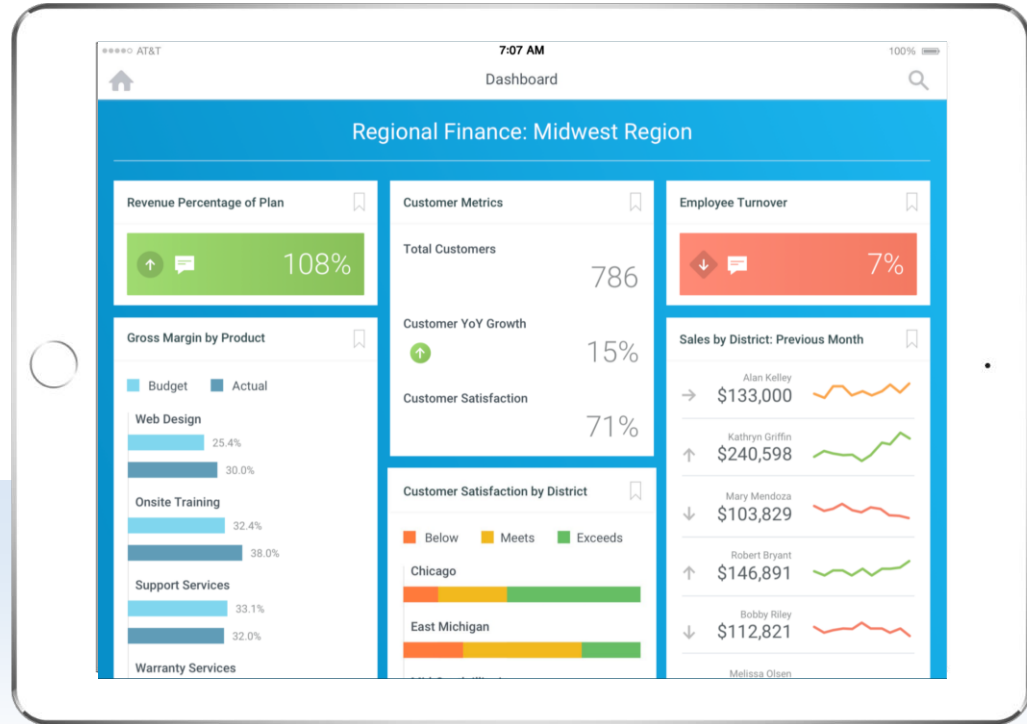 AT&T
7:07 AM
100%
Dashboard
Regional Finance: Midwest Region
Revenue Percentage of Plan
108%
Gross Margin by Product
Budget Actual
Web Design
25.4%
30.0%
Onsite Training
32.4%
38.0%
Support Services
33.1%
32.0%
Warranty Services
Customer Metrics
Total Customers
786
Customer YoY Growth
15%
Customer Satisfaction
71%
Customer Satisfaction by District
Below Meets Exceeds
Chicago
East Michigan
Employee Turnover
7%
Sales by District: Previous Month
Alan Kelley
$133,000
Kathryn Griffin
$240,598
Mary Mendoza
$103,829
Robert Bryant
$146,891
Bobby Riley
$112,821
Melissa Olsen